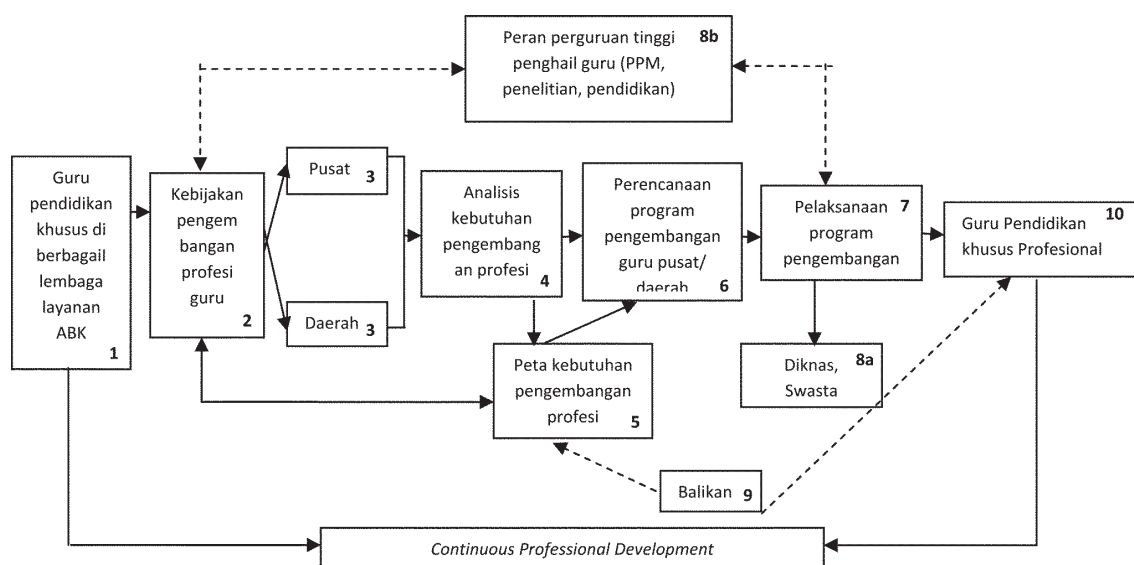 Peran perguruan tinggi
penghail guru (PPM,
penelitian, pendidikan)
8b
Guru
pendidikan
khusus di
berbagail
lembaga
layanan
ABK
1
Kebijakan
pengem
bangan
profesi
guru
2
Pusat 3
Daerah 3
Analisis
kebutuhan
pengembang
an profesi
4
Peta kebutuhan
pengembangan
profesi
5
Perencanaan
program
pengembangan
guru pusat/
daerah
6
Pelaksanaan
program
pengembangan
7
Diknas,
Swasta
8a
Balikan 9
Guru Pendidikan
khusus Profesional
10
Continuous Professional Development